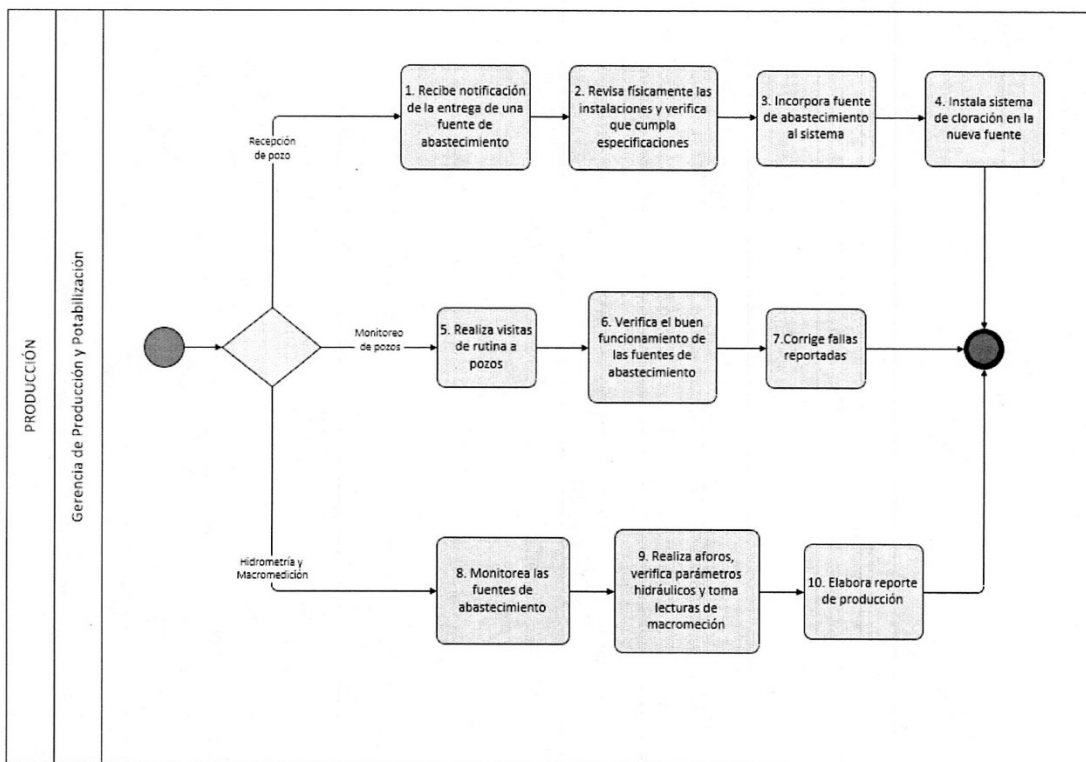 PRODUCCIÓN
Gerencia de Producción y Potabilización
Recepción
de pozo
1. Recibe notificación
de la entrega de una
fuente de
abastecimiento
2. Revisa físicamente las
instalaciones y verifica
que cumpla
especificaciones
3. Incorpora fuente
de abastecimiento
al sistema
4. Instala sistema
de cloración en la
nueva fuente
Monitoreo
de pozos
5. Realiza visitas
de rutina a
pozos
6. Verifica el buen
funcionamiento de
las fuentes de
abastecimiento
7.Corrige fallas
reportadas
Hidrometría y
Macromedición
8. Monitorea las
fuentes de
abastecimiento
9. Realiza aforos,
verifica parámetros
hidráulicos y toma
lecturas de
macromeción
10. Elabora reporte
de producción